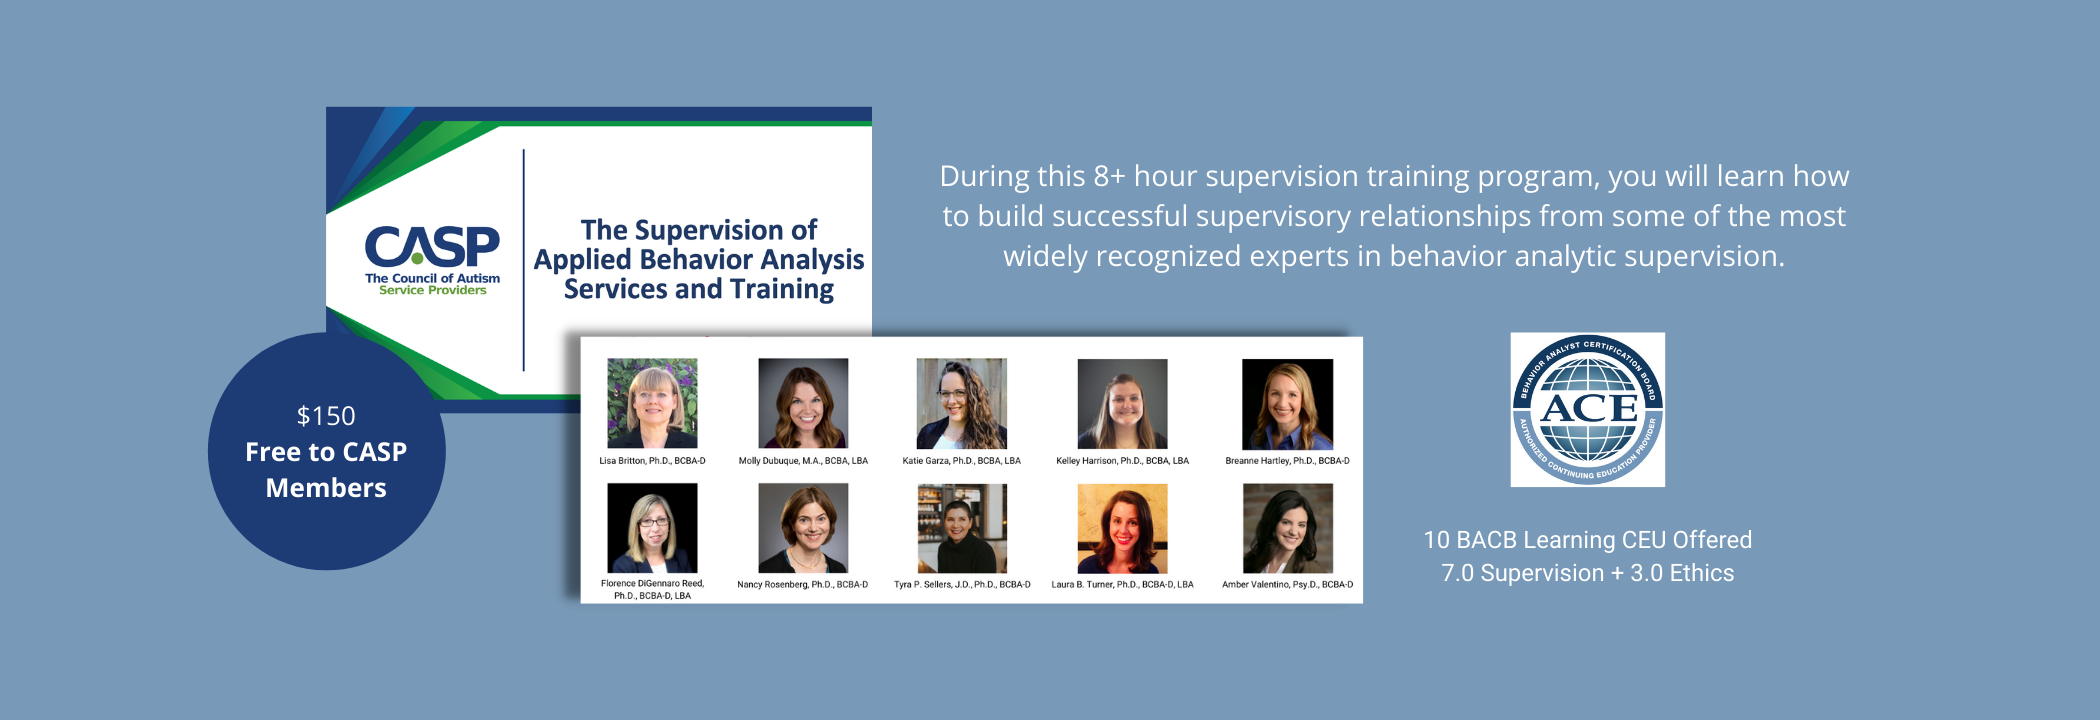 CASP
The Council of Autism
Service Providers
The Supervision of
Applied Behavior Analysis
Services and Training
During this 8+ hour supervision training program, you will learn how
to build successful supervisory relationships from some of the most
widely recognized experts in behavior analytic supervision.
$150
Free to CASP
Members
Lisa Britton, Ph.D., BCBA-D
Molly Dubuque, M.A., BCBA, LBA
Katie Garza, Ph.D., BCBA, LBA
Kelley Harrison, Ph.D., BCBA, LBA
Breanne Hartley, Ph.D., BCBA-D
Florence DiGennaro Reed,
Ph.D., BCBA-D, LBA
Nancy Rosenberg, Ph.D., BCBA-D
Tyra P. Sellers, J.D., Ph.D., BCBA-D
Laura B. Turner, Ph.D., BCBA-D, LBA
Amber Valentino, Psy.D., BCBA-D
BEHAVIOR ANALYST CERTIFICATION BOARD
ACE
AUTHORIZED CONTINUING EDUCATION PROVIDER
10 BACB Learning CEU Offered
7.0 Supervision + 3.0 Ethics